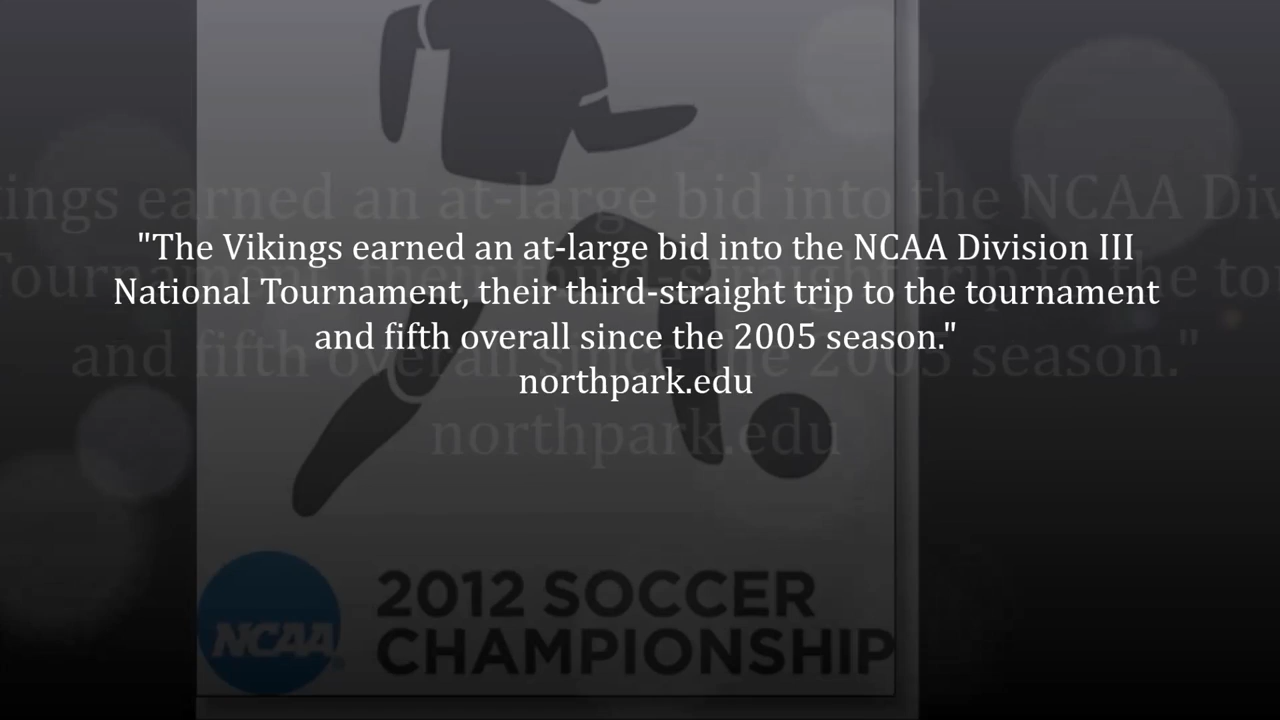 "The Vikings earned an at-large bid into the NCAA Division III
National Tournament, their third-straight trip to the tournament
and fifth overall since the 2005 season."
northpark.edu
NCAA
2012 SOCCER
CHAMPIONSHIP